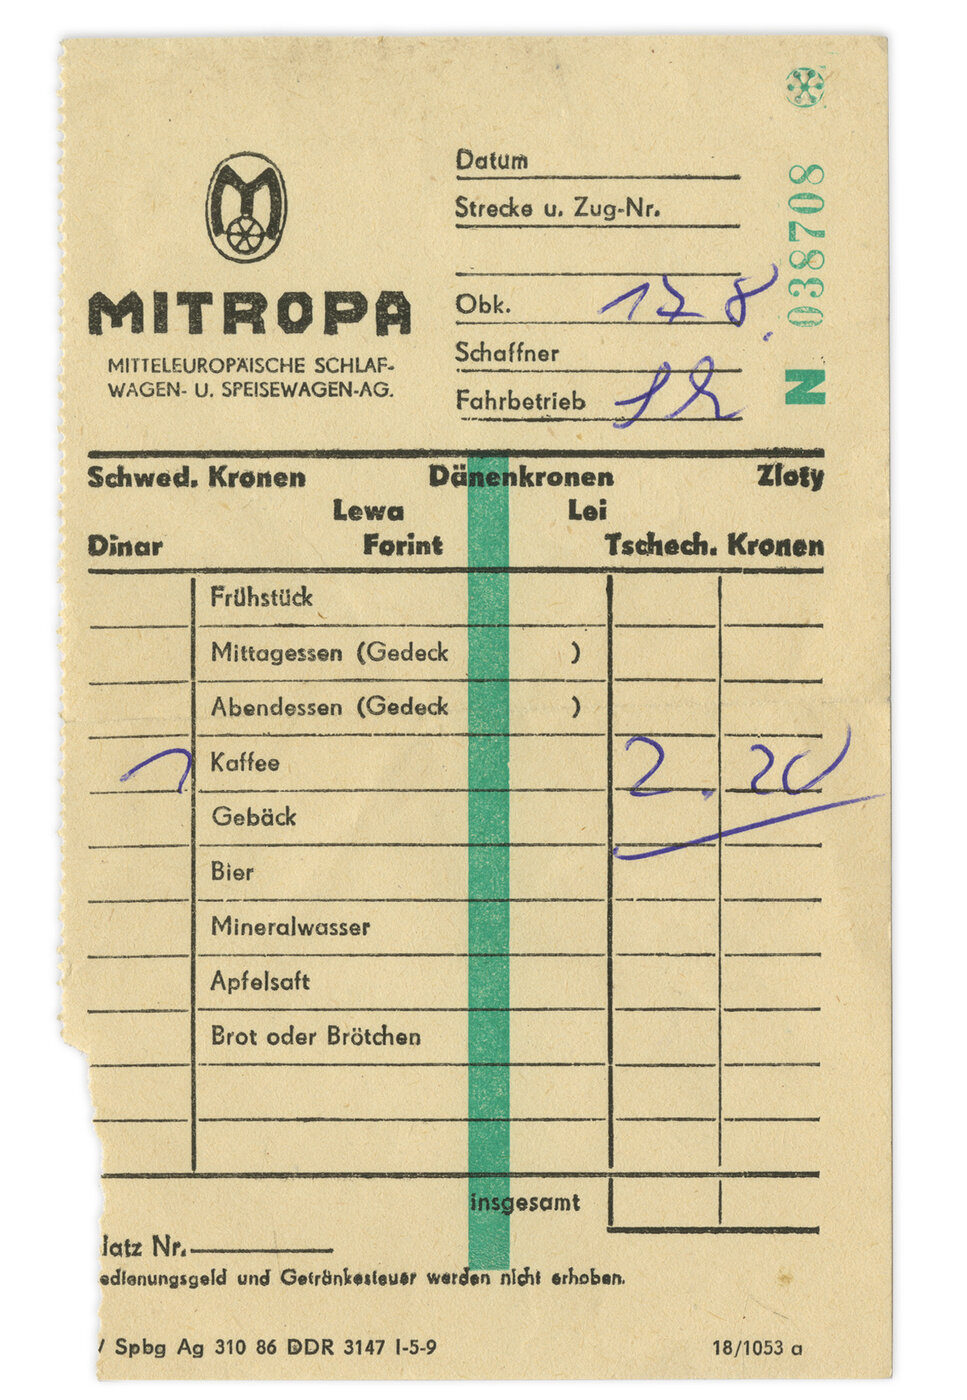 Datum
Strecke u. Zug-Nr.
Obk. 17 8.
Schaffner
Fahrbetrieb
N 038708
M
MITROPA
MITTELEUROPÄISCHE SCHLAF-
WAGEN- U. SPEISEWAGEN-AG.
Schwed. Kronen Dänenkronen Zloty
Lewa Lei
Dinar Forint Tschech. Kronen
Frühstück
Mittagessen (Gedeck )
Abendessen (Gedeck )
1 Kaffee 2.20
Gebäck
Bier
Mineralwasser
Apfelsaft
Brot oder Brötchen
insgesamt
latz Nr.
edienungsgeld und Getränkesteuer werden nicht erhoben.
/ Spbg Ag 310 86 DDR 3147 I-5-9 18/1053 a